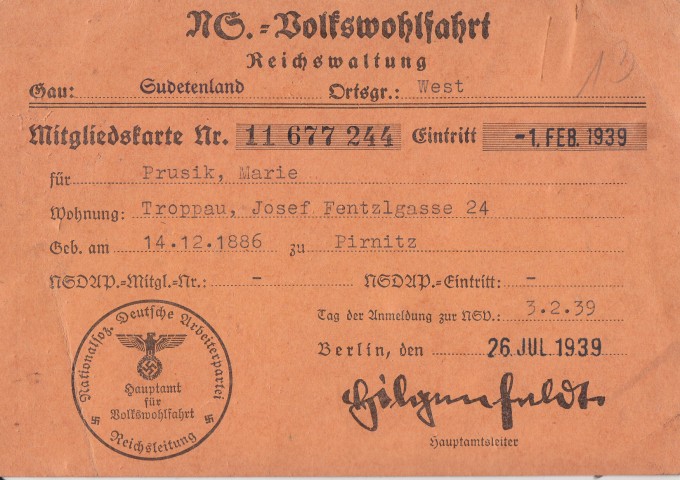 NS.=Volkswohlfahrt
Reichswaltung
Gau: Sudetenland Ortsgr.: West
13
Mitgliedskarte Nr. 11 677 244 Eintritt -1. FEB. 1939
für Prusik, Marie
Wohnung: Troppau, Josef Fentzlgasse 24
Geb. am 14.12.1886 zu Pirnitz
NSDAP.=Mitgl.=Nr.: - NSDAP.=Eintritt: -
Tag der Anmeldung zur NSV.: 3.2.39
Berlin, den 26. JUL 1939
Hilgenfeldt
Hauptamtsleiter
Nationalsoz. Deutsche Arbeiterpartei
Hauptamt
für
Volkswohlfahrt
Reichsleitung